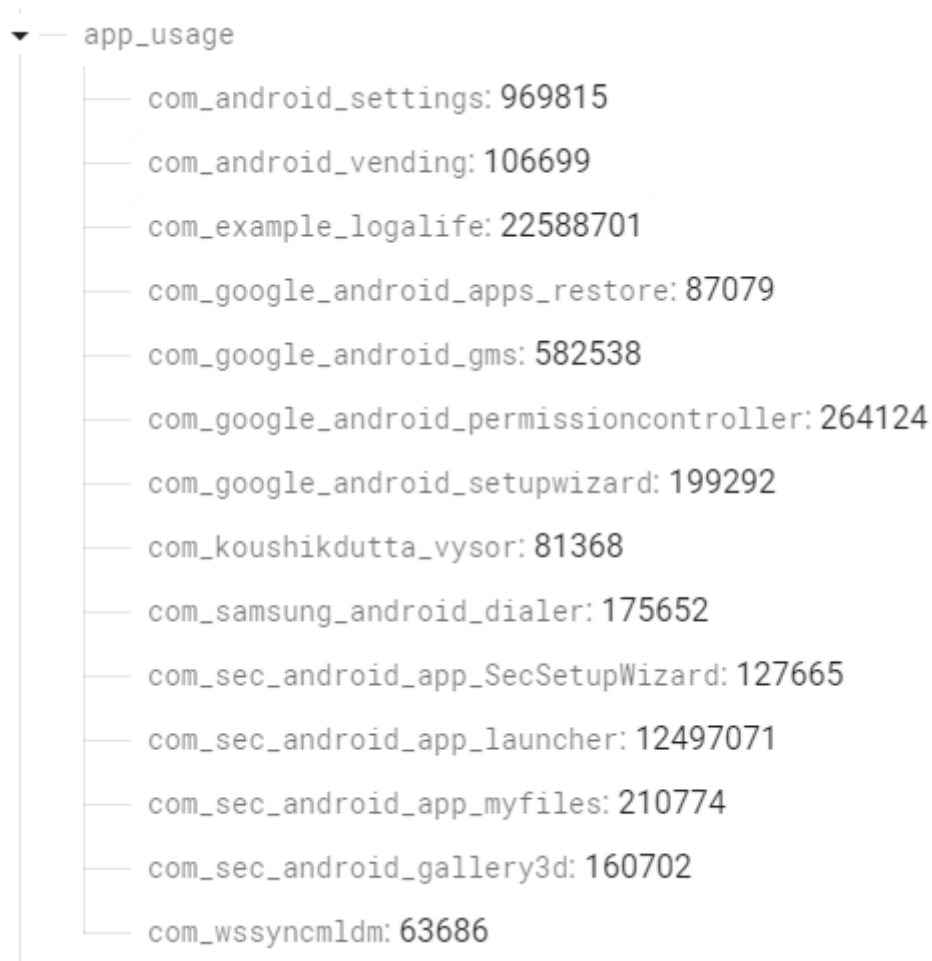 app_usage
com_android_settings: 969815
com_android_vending: 106699
com_example_logalife: 22588701
com_google_android_apps_restore: 87079
com_google_android_gms: 582538
com_google_android_permissioncontroller: 264124
com_google_android_setupwizard: 199292
com_koushikdutta_vysor: 81368
com_samsung_android_dialer: 175652
com_sec_android_app_SecSetupWizard: 127665
com_sec_android_app_launcher: 12497071
com_sec_android_app_myfiles: 210774
com_sec_android_gallery3d: 160702
com_wssyncmldm: 63686